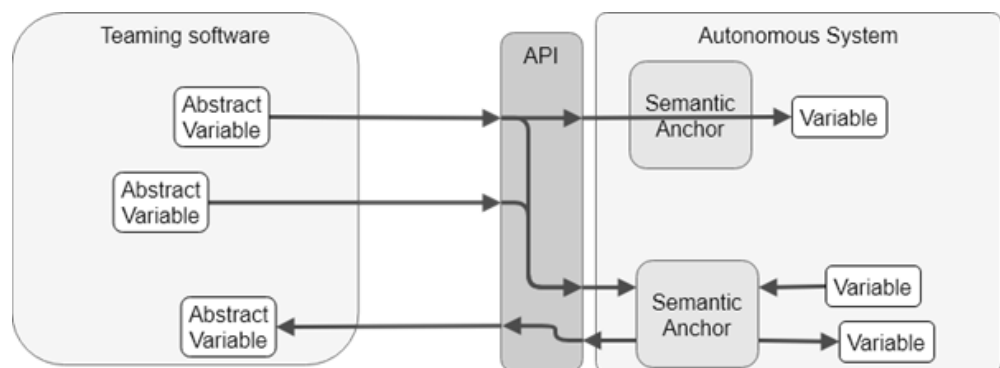 Teaming software
API
Autonomous System
Abstract
Variable
Semantic
Anchor
Variable
Abstract
Variable
Abstract
Variable
Semantic
Anchor
Variable
Variable